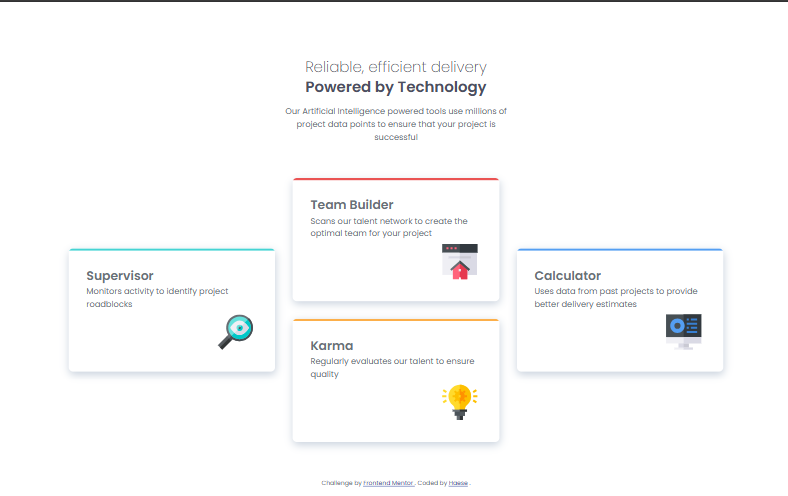 Reliable, efficient delivery
Powered by Technology
Our Artificial Intelligence powered tools use millions of
project data points to ensure that your project is
successful
Team Builder
Scans our talent network to create the
optimal team for your project
Supervisor
Monitors activity to identify project
roadblocks
Calculator
Uses data from past projects to provide
better delivery estimates
Karma
Regularly evaluates our talent to ensure
quality
Challenge by Frontend Mentor . Coded by Haese .